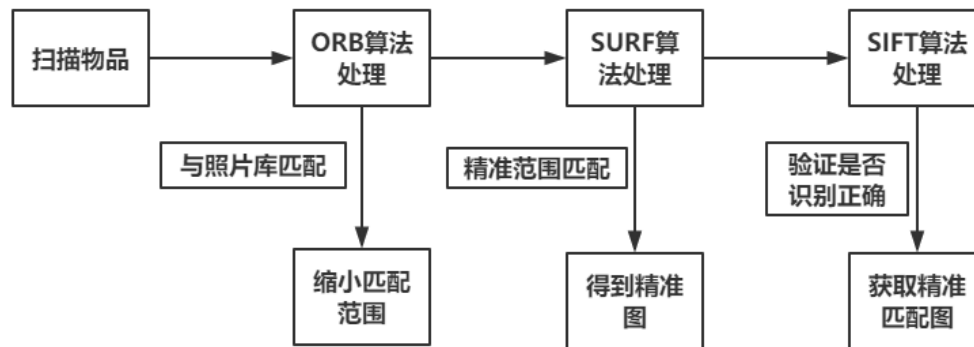 扫描物品
ORB算法
处理
SURF算
法处理
SIFT算法
处理
与照片库匹配
精准范围匹配
验证是否
识别正确
缩小匹配
范围
得到精准
图
获取精准
匹配图